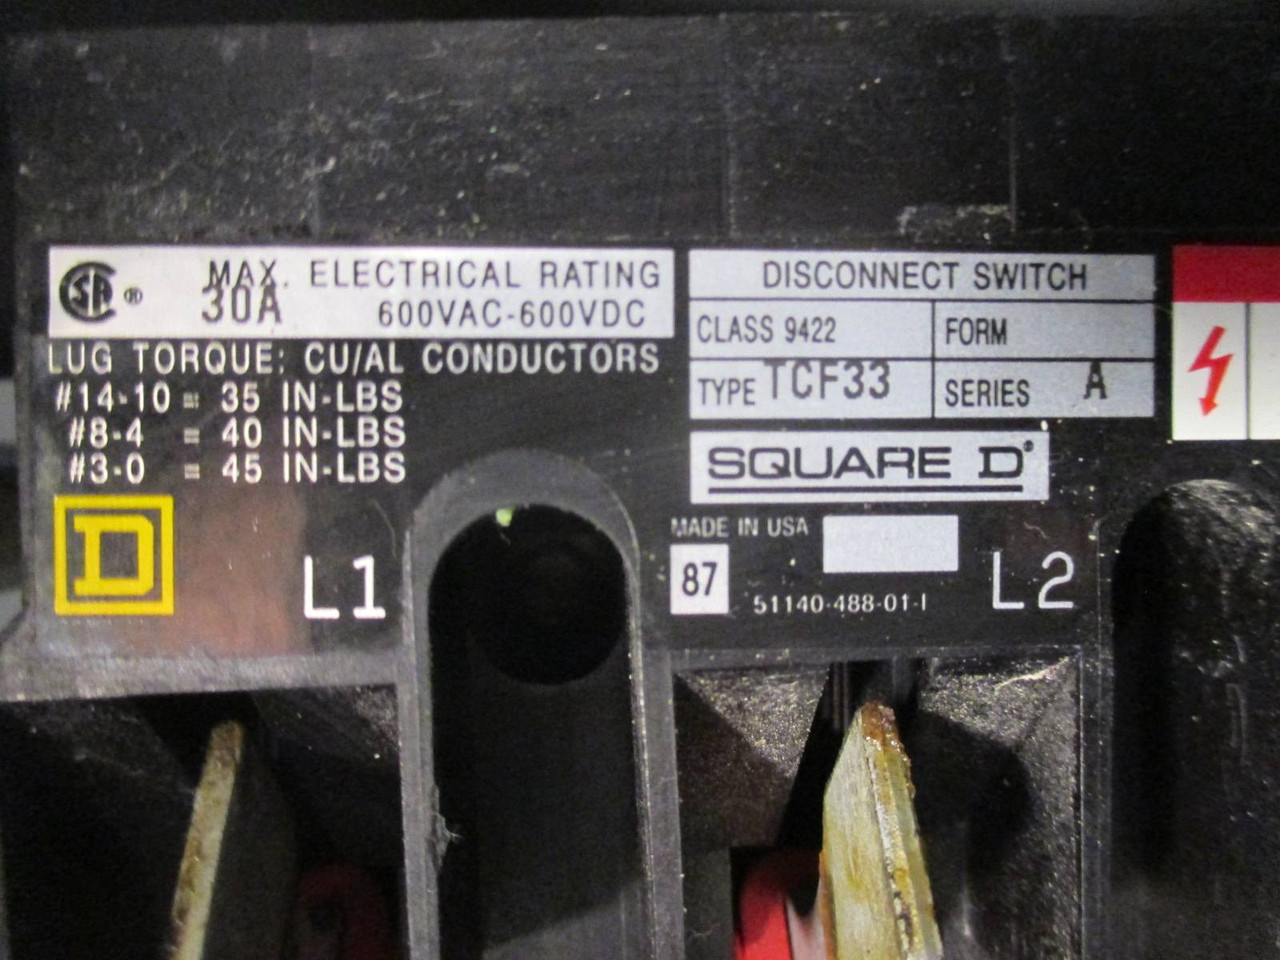 CSA ® MAX. ELECTRICAL RATING
30A 600VAC-600VDC
LUG TORQUE: CU/AL CONDUCTORS
#14-10 = 35 IN-LBS
#8-4 = 40 IN-LBS
#3-0 = 45 IN-LBS
D
L1
DISCONNECT SWITCH
CLASS 9422 FORM
TYPE TCF33 SERIES A
SQUARE D®
MADE IN USA
87
51140-488-01-I
L2